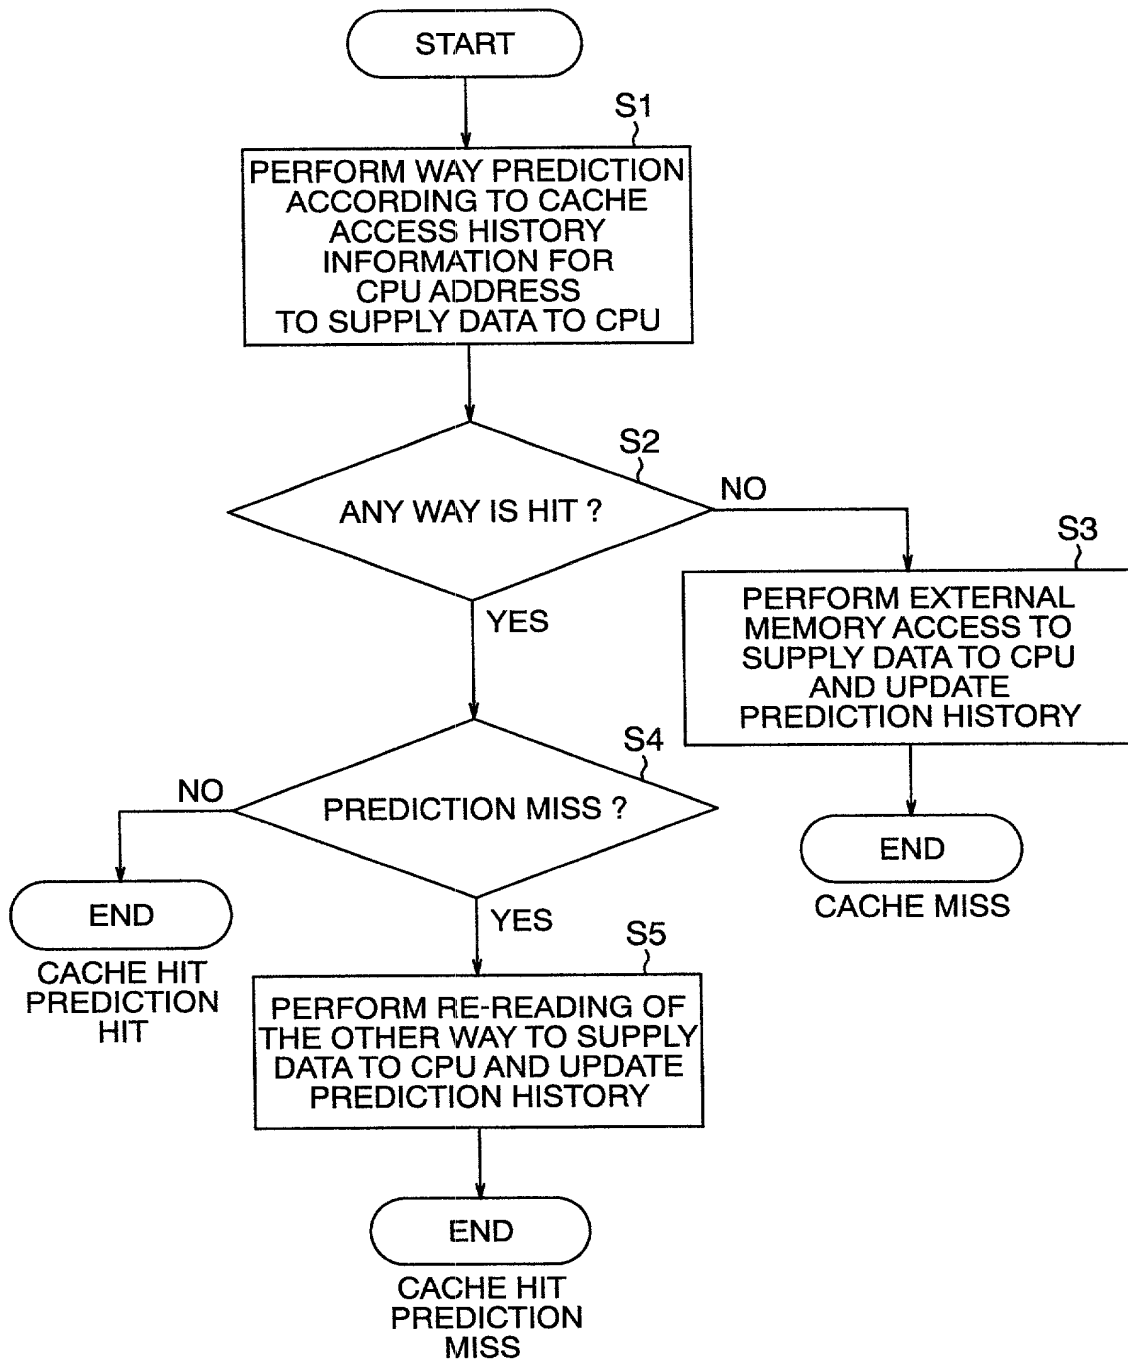 START
S1
PERFORM WAY PREDICTION
ACCORDING TO CACHE
ACCESS HISTORY
INFORMATION FOR
CPU ADDRESS
TO SUPPLY DATA TO CPU
S2
ANY WAY IS HIT ?
NO
YES
S3
PERFORM EXTERNAL
MEMORY ACCESS TO
SUPPLY DATA TO CPU
AND UPDATE
PREDICTION HISTORY
END
CACHE MISS
S4
PREDICTION MISS ?
NO
END
CACHE HIT
PREDICTION
HIT
YES
S5
PERFORM RE-READING OF
THE OTHER WAY TO SUPPLY
DATA TO CPU AND UPDATE
PREDICTION HISTORY
END
CACHE HIT
PREDICTION
MISS